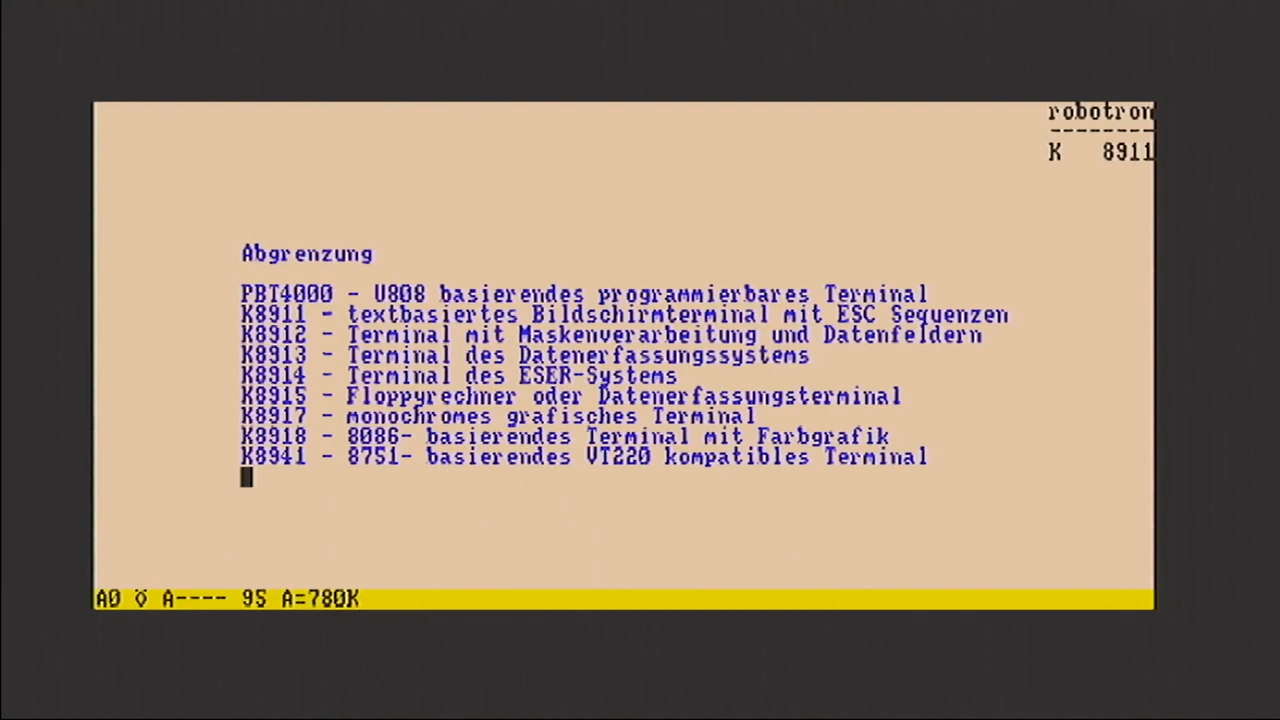 robotron
--------
K   8911
Abgrenzung
PBT4000 - U808 basierendes programmierbares Terminal
K8911 - textbasiertes Bildschirmterminal mit ESC Sequenzen
K8912 - Terminal mit Maskenverarbeitung und Datenfeldern
K8913 - Terminal des Datenerfassungssystems
K8914 - Terminal des ESER-Systems
K8915 - Floppyrechner oder Datenerfassungsterminal
K8917 - monochromes grafisches Terminal
K8918 - 8086- basierendes Terminal mit Farbgrafik
K8941 - 8751- basierendes VT220 kompatibles Terminal
A0 A---- 95 A=780K